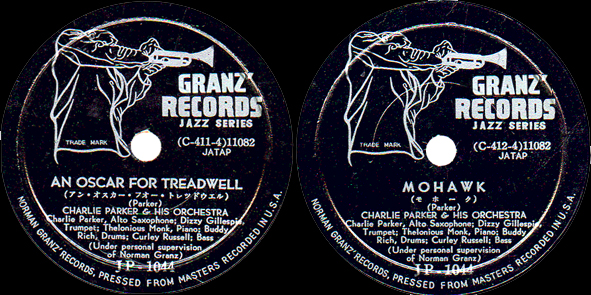 GRANZ'
RECORDS
JAZZ SERIES
TRADE MARK
(C-411-4)11082
JATAP
AN OSCAR FOR TREADWELL
(アン・オスカー・フオー・トレツドウエル)
(Parker)
CHARLIE PARKER & HIS ORCHESTRA
Charlie Parker, Alto Saxophone; Dizzy Gillespie,
Trumpet; Thelonious Monk, Piano; Buddy
Rich, Drums; Curley Russell; Bass
(Under personal supervision
of Norman Granz)
JP-1044
NORMAN GRANZ' RECORDS, PRESSED FROM MASTERS RECORDED IN U.S.A.
GRANZ'
RECORDS
JAZZ SERIES
TRADE MARK
(C-412-4)11082
JATAP
MOHAWK
(モホーク)
(Parker)
CHARLIE PARKER & HIS ORCHESTRA
Charlie Parker, Alto Saxophone; Dizzy Gillespie,
Trumpet; Thelonious Monk, Piano; Buddy
Rich, Drums; Curley Russell; Bass
(Under personal supervision
of Norman Granz)
JP-1044
NORMAN GRANZ' RECORDS, PRESSED FROM MASTERS RECORDED IN U.S.A.